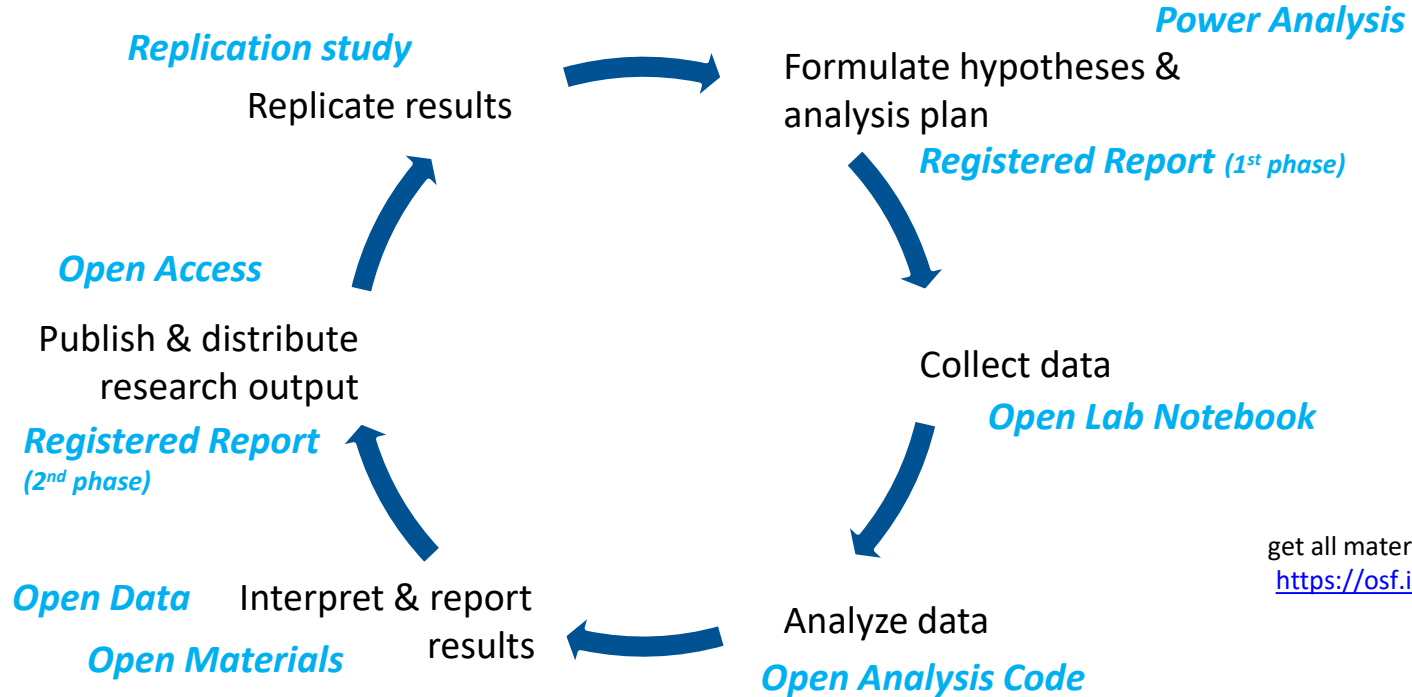 Power Analysis
Replication study
Formulate hypotheses &
analysis plan
Replicate results
Registered Report (1st phase)
Open Access
Publish & distribute
research output
Collect data
Open Lab Notebook
Registered Report
(2nd phase)
get all mater
https://osf.i
Open Data
Interpret & report
results
Analyze data
Open Materials
Open Analysis Code